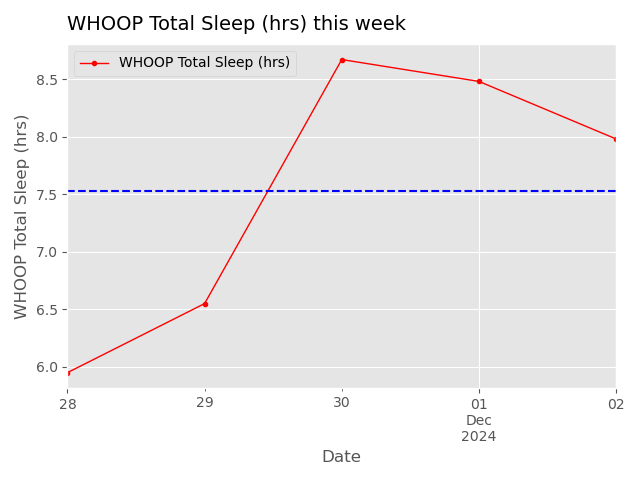 WHOOP Total Sleep (hrs) this week
WHOOP Total Sleep (hrs)
WHOOP Total Sleep (hrs)
8.5
8.0
7.5
7.0
6.5
6.0
28 29 30 01 02
Dec
2024
Date